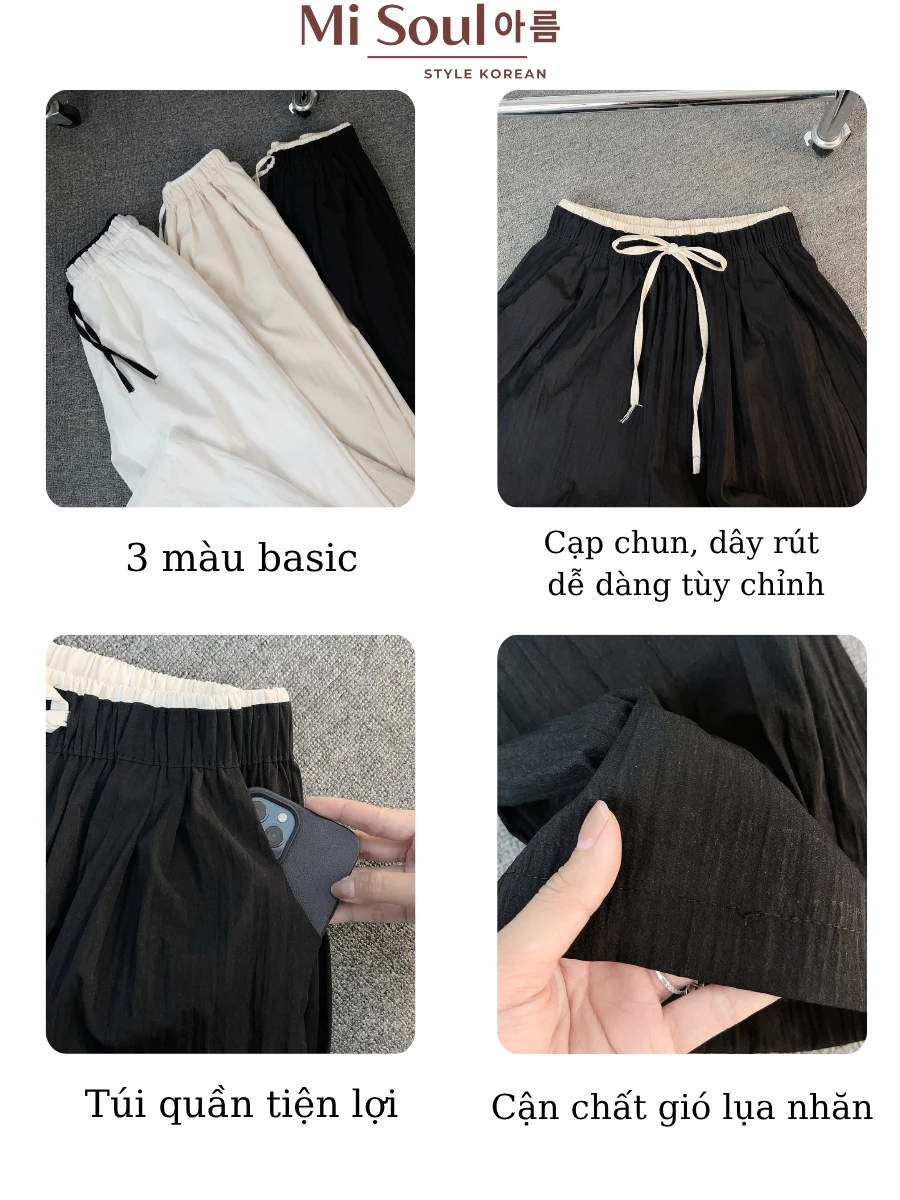 Mi Soul아름
STYLE KOREAN
3 màu basic
Cạp chun, dây rút
dễ dàng tùy chỉnh
Túi quần tiện lợi
Cận chất gió lụa nhăn